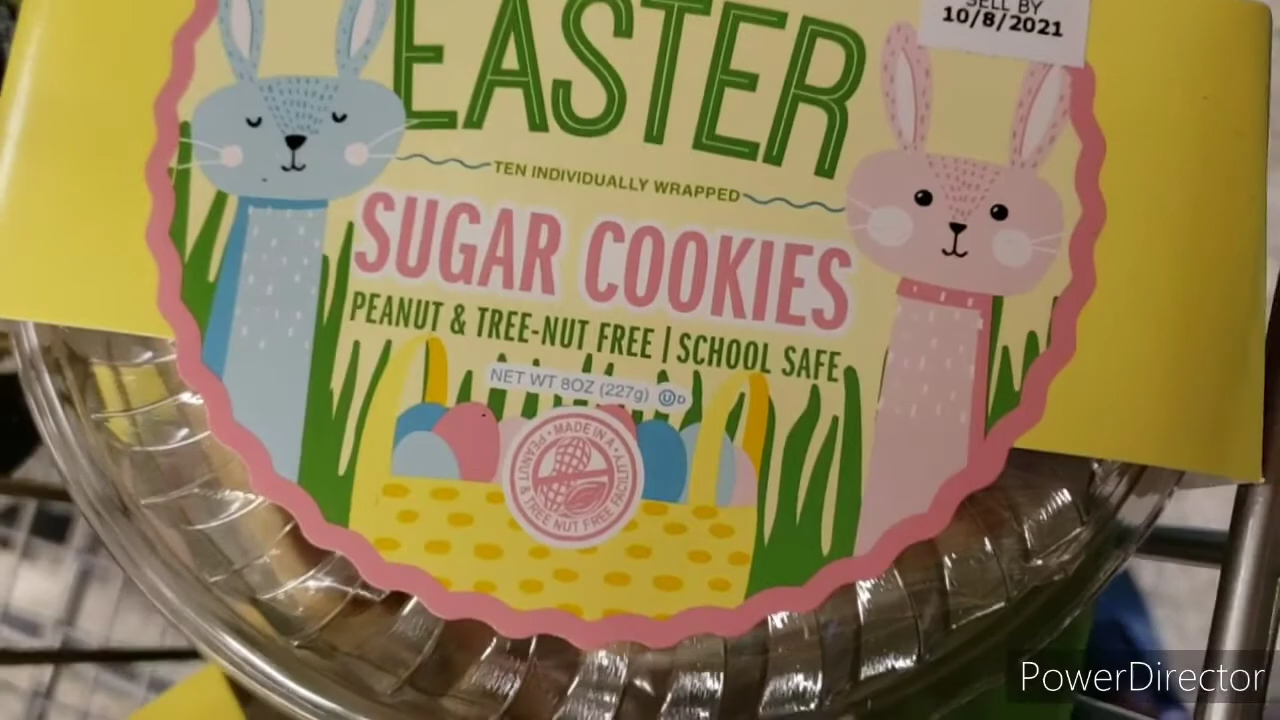 SELL BY
10/8/2021
EASTER
TEN INDIVIDUALLY WRAPPED
SUGAR COOKIES
PEANUT & TREE-NUT FREE | SCHOOL SAFE
NET WT 8OZ (227g) U D
• MADE IN A •
PEANUT & TREE NUT FREE FACILITY
PowerDirector